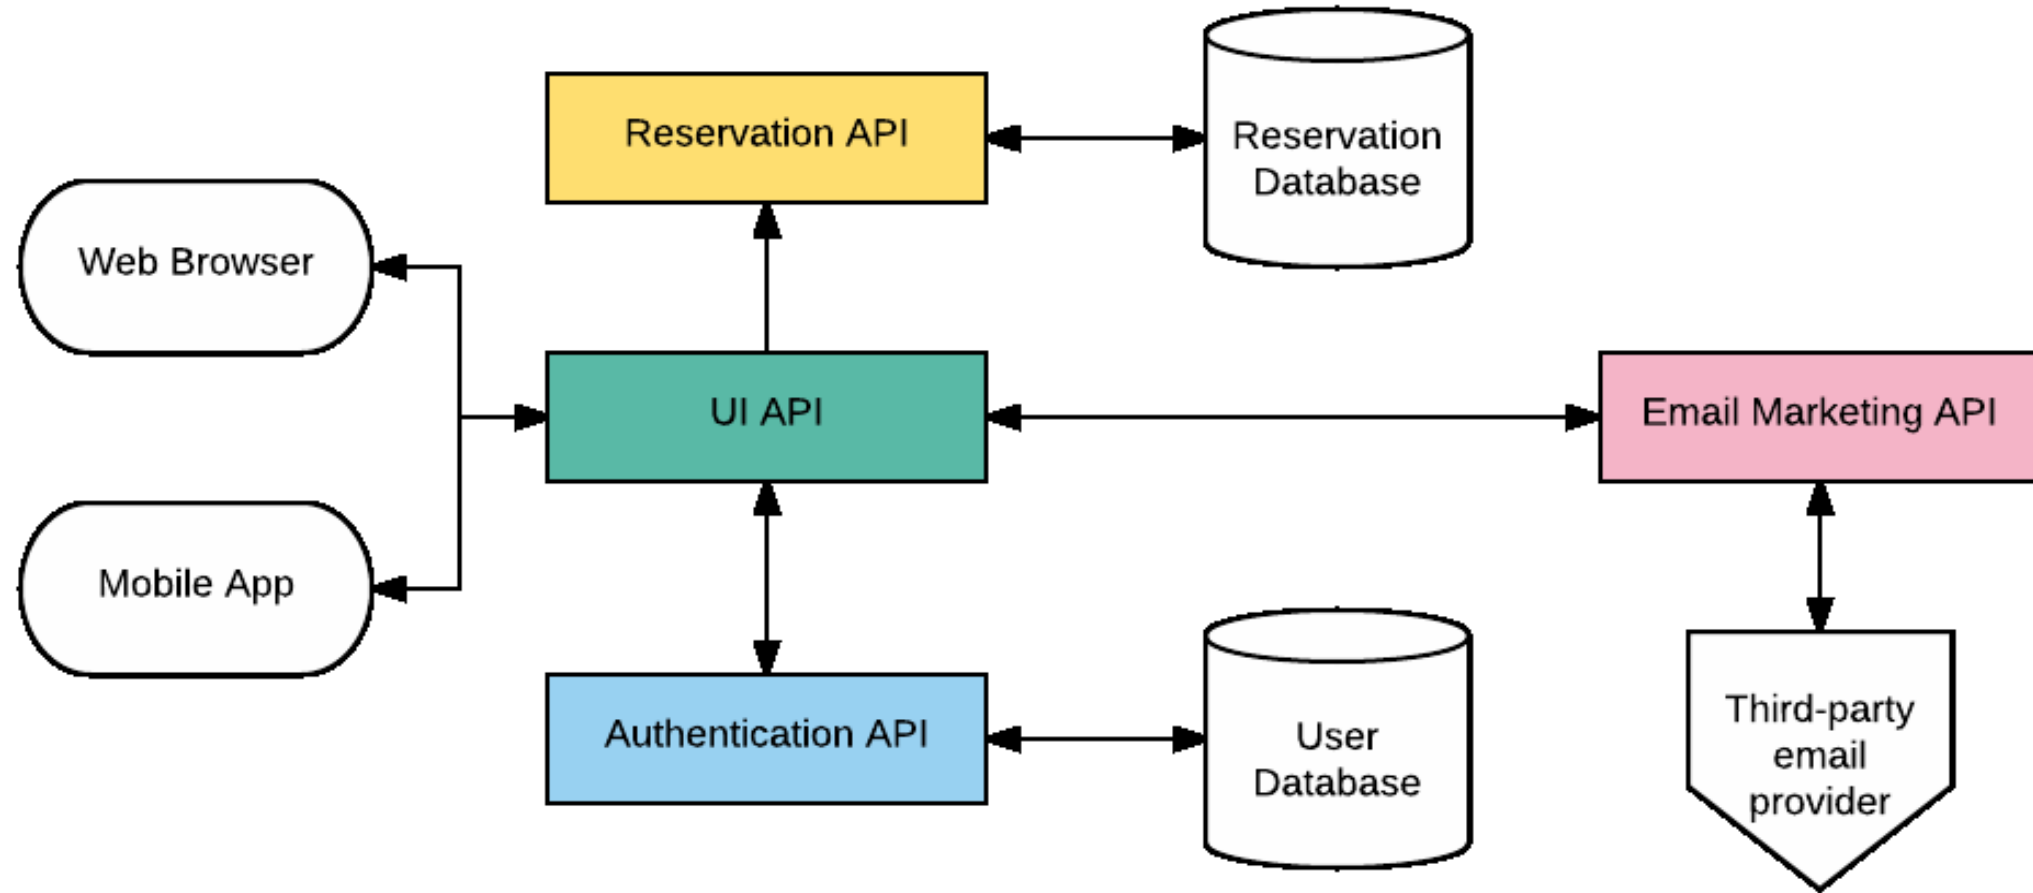 Reservation API
Reservation
Database
Web Browser
UI API
Email Marketing API
Mobile App
Authentication API
User
Database
Third-party
email
provider